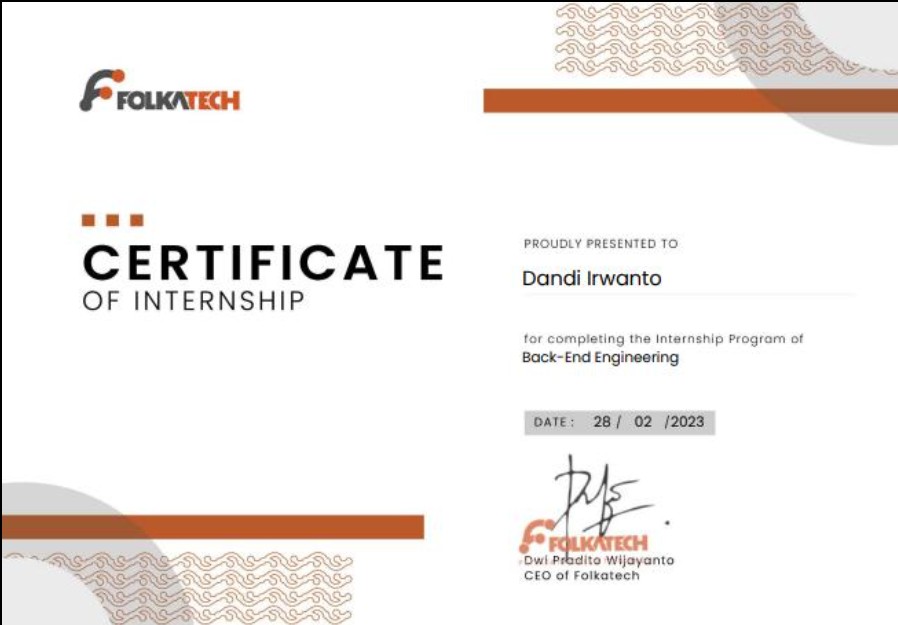 FOLKATECH
CERTIFICATE
OF INTERNSHIP
PROUDLY PRESENTED TO
Dandi Irwanto
for completing the Internship Program of
Back-End Engineering
DATE: 28 / 02 /2023
FOLKATECH
Dwi Pradito Wijayanto
CEO of Folkatech